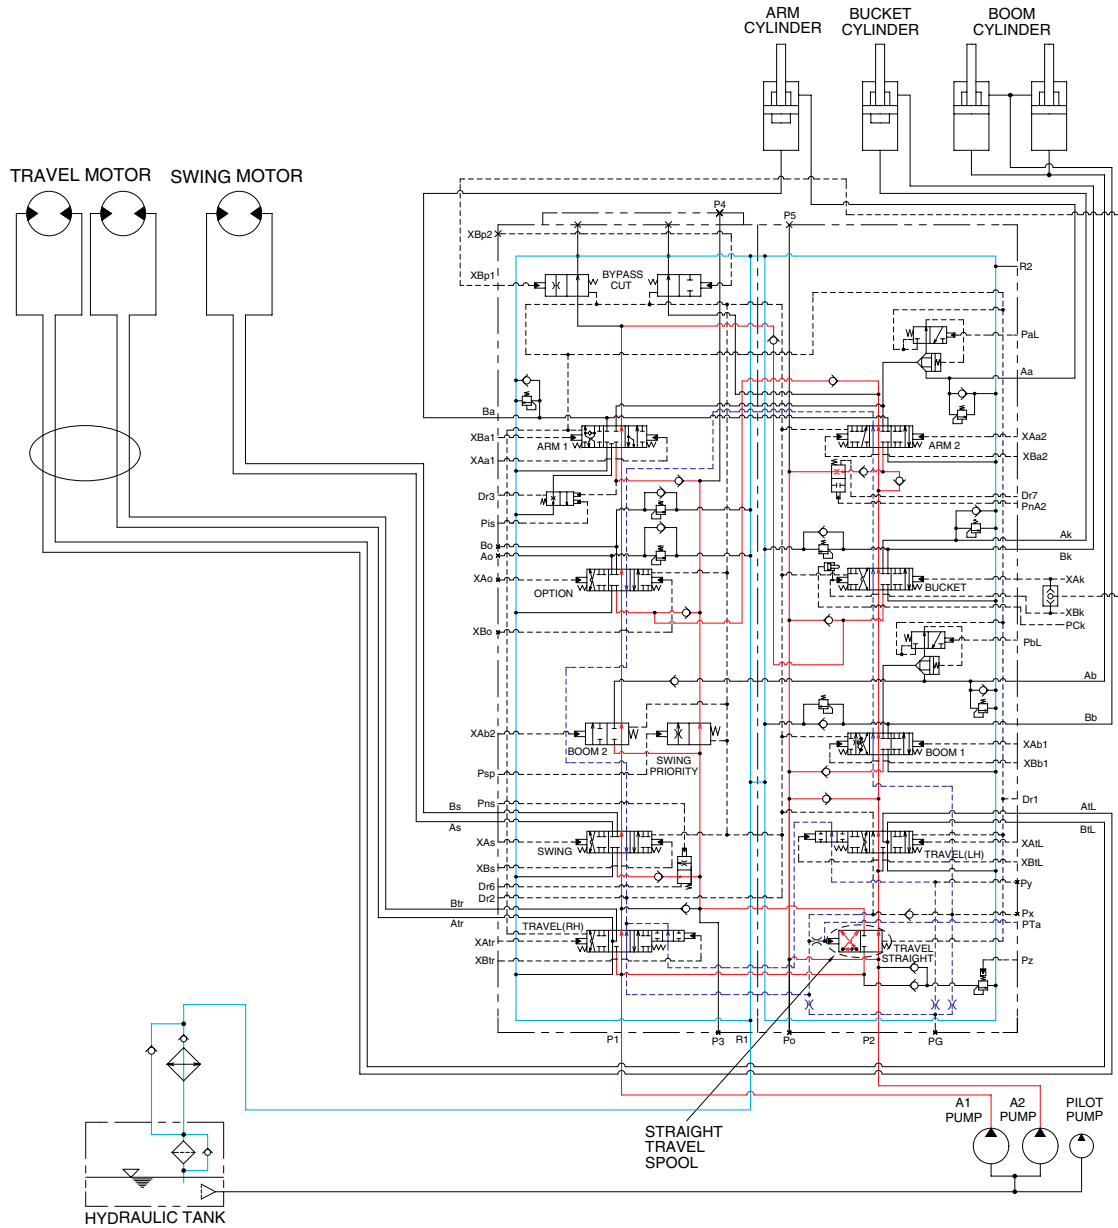 ARM
CYLINDER
BUCKET
CYLINDER
BOOM
CYLINDER
TRAVEL MOTOR
SWING MOTOR
P4
P5
XBp2
XBp1
BYPASS
CUT
R2
PaL
Aa
Ba
XBa1
XAa1
ARM 1
ARM 2
XAa2
XBa2
Dr3
Pis
Dr7
PnA2
Bo
Ao
Ak
Bk
XAo
OPTION
BUCKET
XAk
XBk
PCk
XBo
PbL
Ab
Bb
XAb2
BOOM 2
SWING
PRIORITY
BOOM 1
XAb1
XBb1
Psp
Pns
Dr1
Bs
As
AtL
BtL
XAs
SWING
XBs
TRAVEL(LH)
XAtL
XBtL
Dr6
Dr2
Py
Btr
Atr
Px
PTa
TRAVEL(RH)
XAtr
XBtr
TRAVEL
STRAIGHT
Pz
P1
P3
R1
Po
P2
PG
A1
PUMP
A2
PUMP
PILOT
PUMP
STRAIGHT
TRAVEL
SPOOL
HYDRAULIC TANK